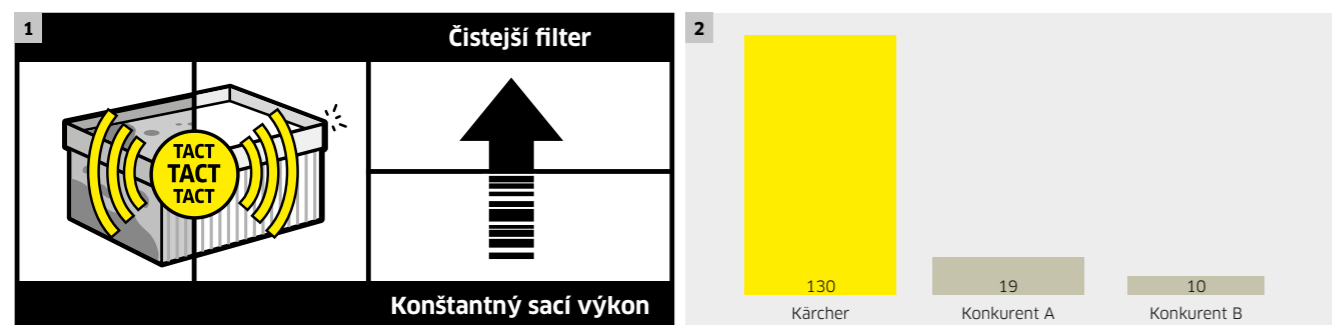 1
Čistejší filter
TACT
TACT
TACT
Konštantný sací výkon
2
130
19
10
Kärcher
Konkurent A
Konkurent B